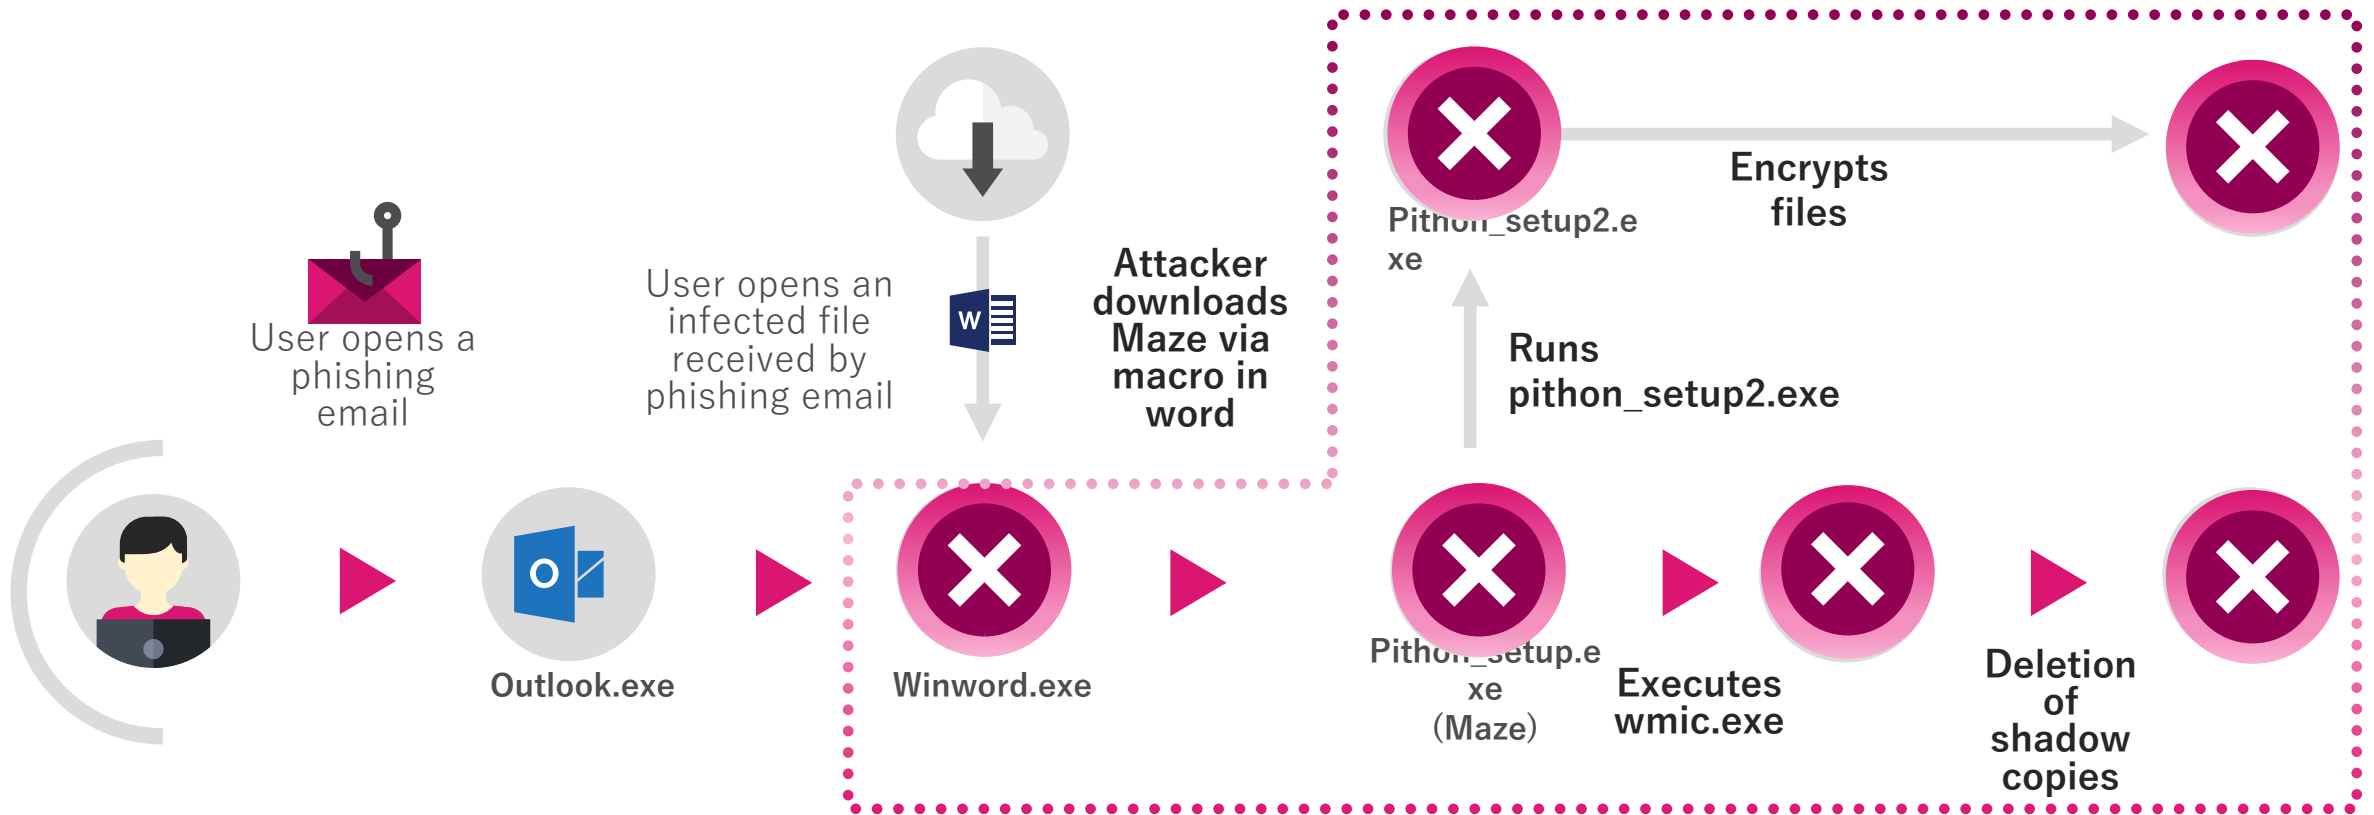 User opens a
phishing
email
User opens an
infected file
received by
phishing email
W
Attacker
downloads
Maze via
macro in
word
Pithon_setup2.e
xe
Encrypts
files
Runs
pithon_setup2.exe
O
Outlook.exe
Winword.exe
Pithon_setup.e
xe
(Maze)
Executes
wmic.exe
Deletion
of
shadow
copies